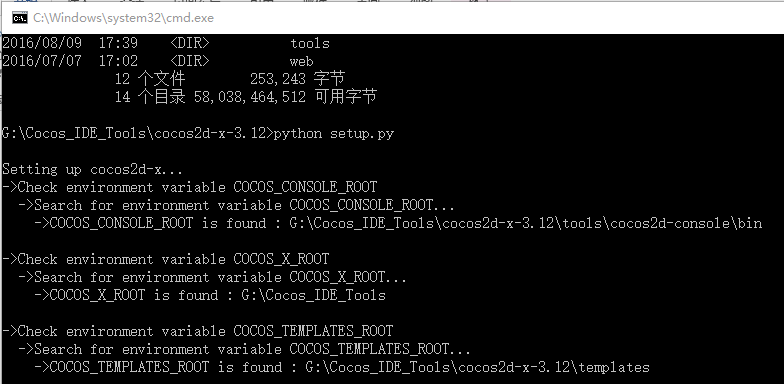 C:\Windows\system32\cmd.exe
2016/08/09  17:39    <DIR>          tools
2016/07/07  17:02    <DIR>          web
              12 个文件        253,243 字节
              14 个目录 58,038,464,512 可用字节
G:\Cocos_IDE_Tools\cocos2d-x-3.12>python setup.py
Setting up cocos2d-x...
->Check environment variable COCOS_CONSOLE_ROOT
  ->Search for environment variable COCOS_CONSOLE_ROOT...
    ->COCOS_CONSOLE_ROOT is found : G:\Cocos_IDE_Tools\cocos2d-x-3.12\tools\cocos2d-console\bin
->Check environment variable COCOS_X_ROOT
  ->Search for environment variable COCOS_X_ROOT...
    ->COCOS_X_ROOT is found : G:\Cocos_IDE_Tools
->Check environment variable COCOS_TEMPLATES_ROOT
  ->Search for environment variable COCOS_TEMPLATES_ROOT...
    ->COCOS_TEMPLATES_ROOT is found : G:\Cocos_IDE_Tools\cocos2d-x-3.12\templates